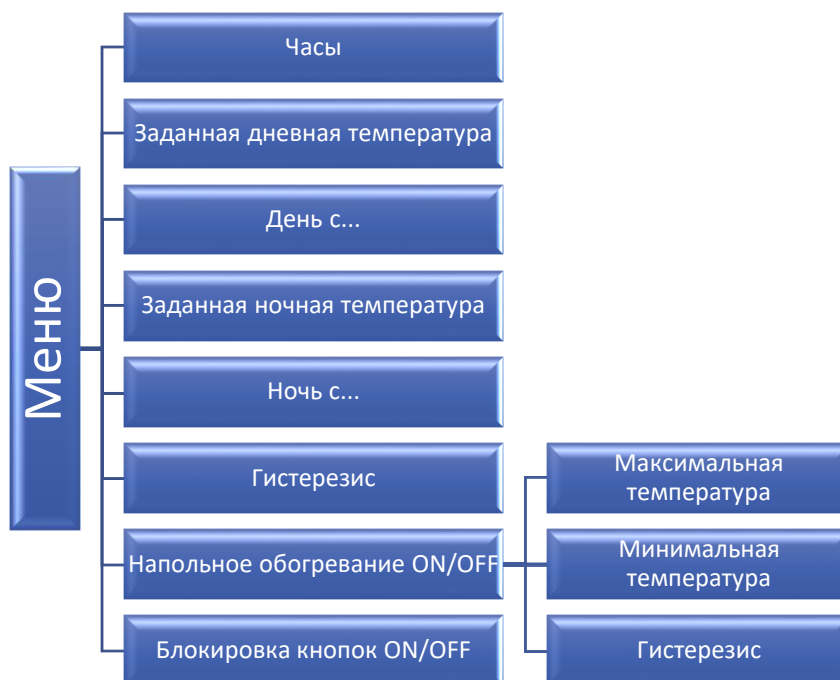 Меню
Часы
Заданная дневная температура
День с...
Заданная ночная температура
Ночь с...
Гистерезис
Напольное обогревание ON/OFF
Блокировка кнопок ON/OFF
Максимальная
температура
Минимальная
температура
Гистерезис